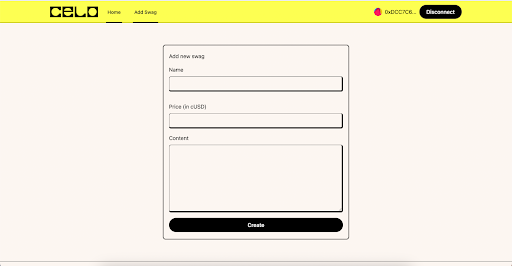 CELO
Home
Add Swag
0xDCC7C6...
Disconnect
Add new swag
Name
Price (in cUSD)
Content
Create